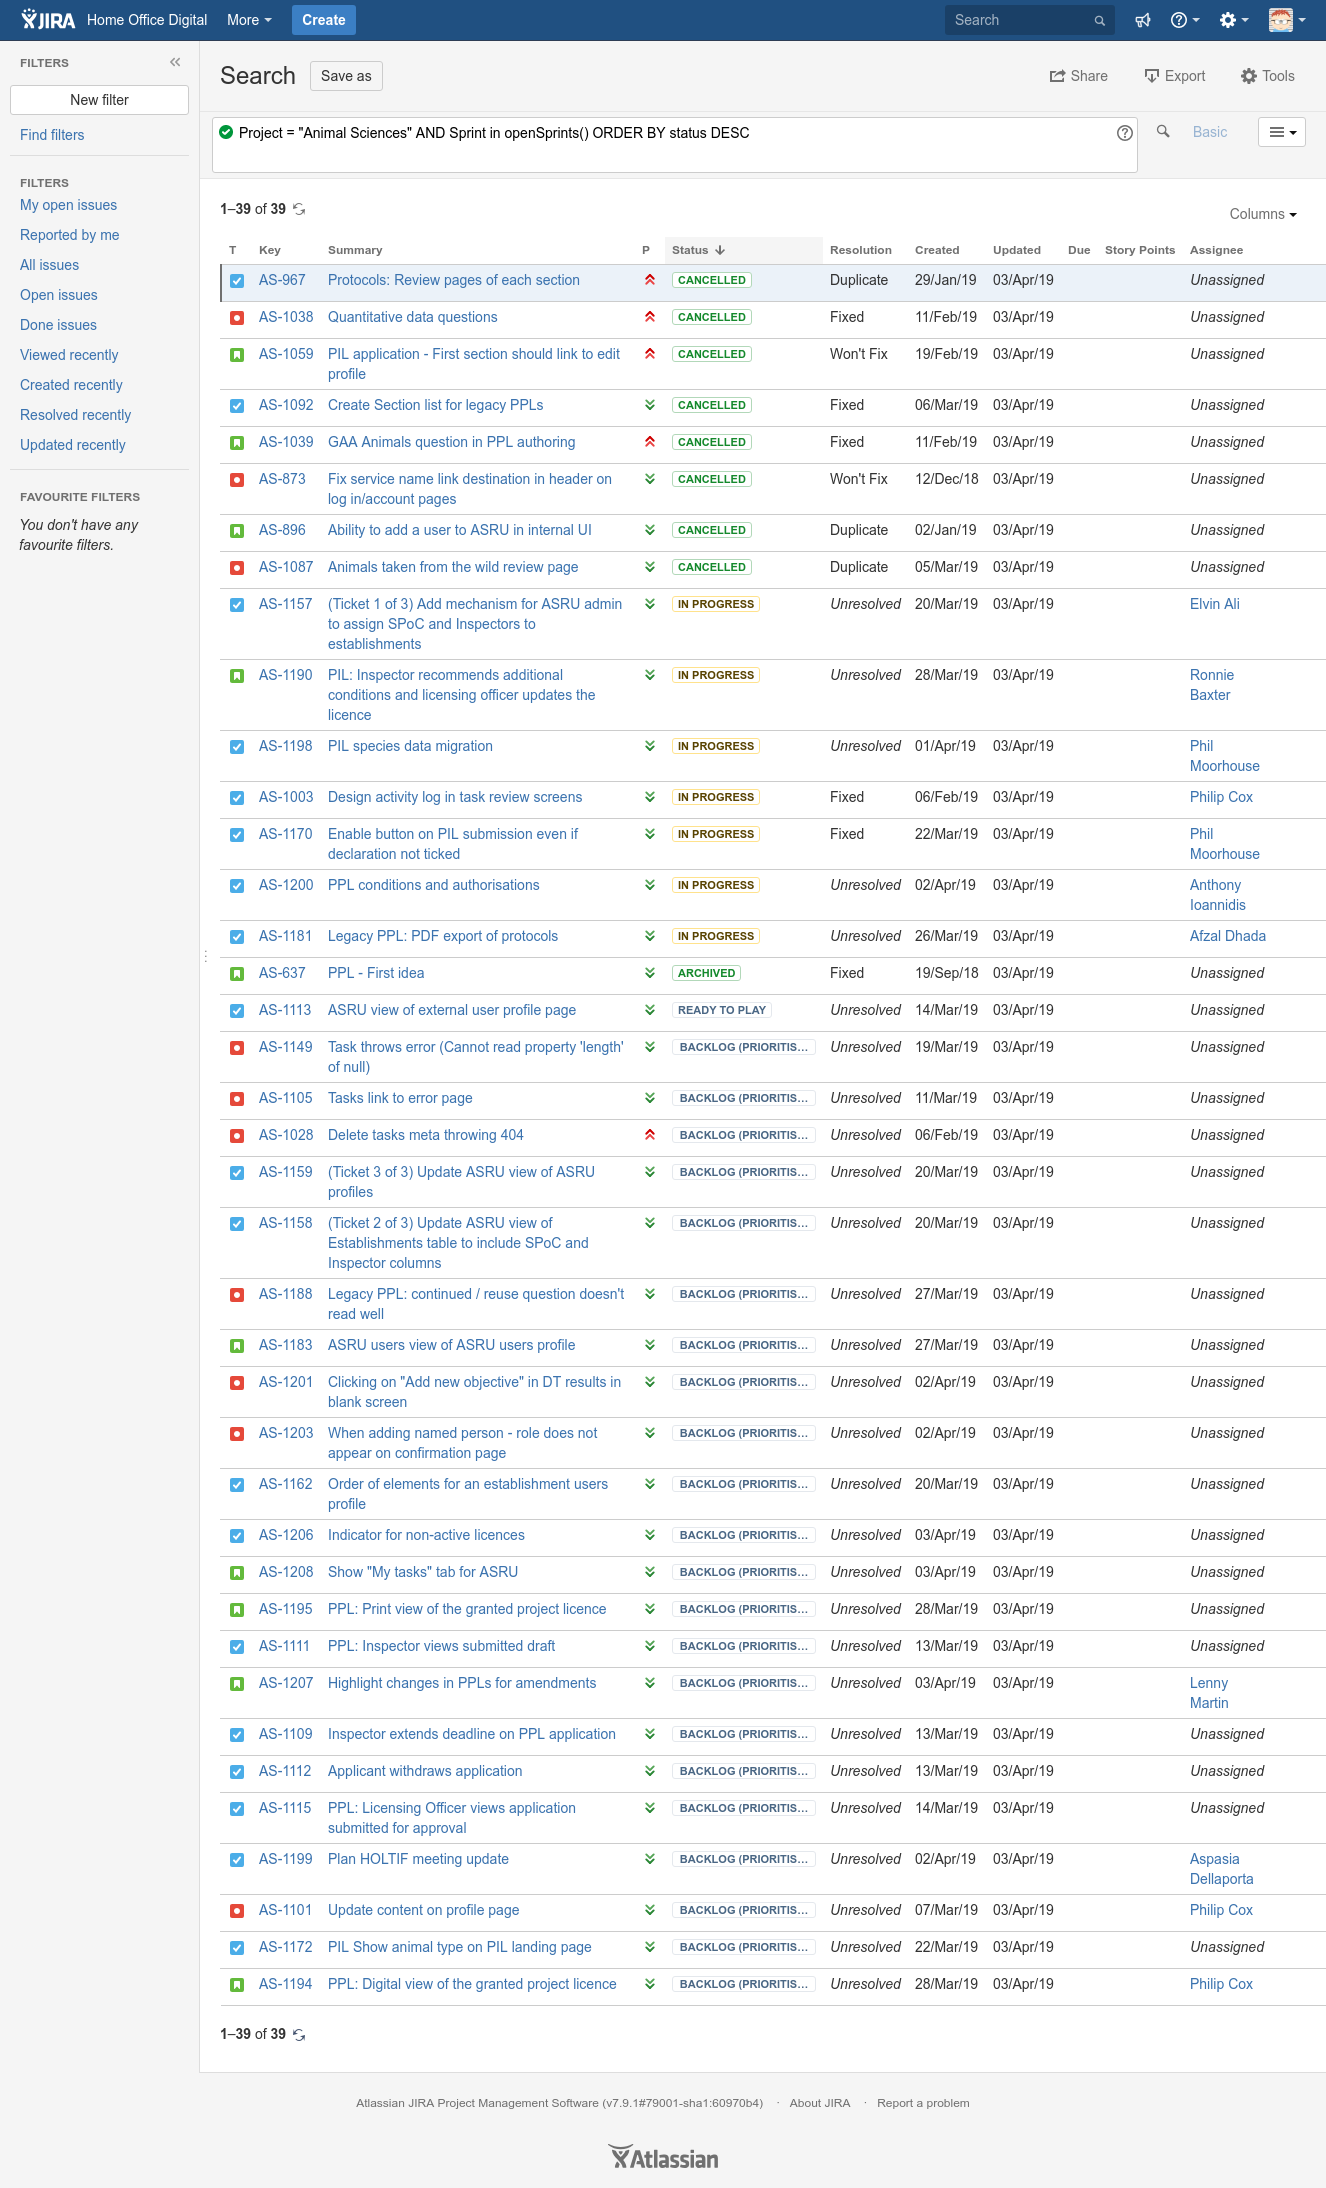 JIRA Home Office Digital More Create Search
FILTERS
New filter
Find filters
FILTERS
My open issues
Reported by me
All issues
Open issues
Done issues
Viewed recently
Created recently
Resolved recently
Updated recently
FAVOURITE FILTERS
You don't have any
favourite filters.
Search Save as Share Export Tools
Project = "Animal Sciences" AND Sprint in openSprints() ORDER BY status DESC Basic
1–39 of 39
Columns
T Key Summary P Status Resolution Created Updated Due Story Points Assignee
AS-967 Protocols: Review pages of each section CANCELLED Duplicate 29/Jan/19 03/Apr/19 Unassigned
AS-1038 Quantitative data questions CANCELLED Fixed 11/Feb/19 03/Apr/19 Unassigned
AS-1059 PIL application - First section should link to edit CANCELLED Won't Fix 19/Feb/19 03/Apr/19 Unassigned
profile
AS-1092 Create Section list for legacy PPLs CANCELLED Fixed 06/Mar/19 03/Apr/19 Unassigned
AS-1039 GAA Animals question in PPL authoring CANCELLED Fixed 11/Feb/19 03/Apr/19 Unassigned
AS-873 Fix service name link destination in header on CANCELLED Won't Fix 12/Dec/18 03/Apr/19 Unassigned
log in/account pages
AS-896 Ability to add a user to ASRU in internal UI CANCELLED Duplicate 02/Jan/19 03/Apr/19 Unassigned
AS-1087 Animals taken from the wild review page CANCELLED Duplicate 05/Mar/19 03/Apr/19 Unassigned
AS-1157 (Ticket 1 of 3) Add mechanism for ASRU admin IN PROGRESS Unresolved 20/Mar/19 03/Apr/19 Elvin Ali
to assign SPoC and Inspectors to
establishments
AS-1190 PIL: Inspector recommends additional IN PROGRESS Unresolved 28/Mar/19 03/Apr/19 Ronnie
conditions and licensing officer updates the Baxter
licence
AS-1198 PIL species data migration IN PROGRESS Unresolved 01/Apr/19 03/Apr/19 Phil
Moorhouse
AS-1003 Design activity log in task review screens IN PROGRESS Fixed 06/Feb/19 03/Apr/19 Philip Cox
AS-1170 Enable button on PIL submission even if IN PROGRESS Fixed 22/Mar/19 03/Apr/19 Phil
declaration not ticked Moorhouse
AS-1200 PPL conditions and authorisations IN PROGRESS Unresolved 02/Apr/19 03/Apr/19 Anthony
Ioannidis
AS-1181 Legacy PPL: PDF export of protocols IN PROGRESS Unresolved 26/Mar/19 03/Apr/19 Afzal Dhada
AS-637 PPL - First idea ARCHIVED Fixed 19/Sep/18 03/Apr/19 Unassigned
AS-1113 ASRU view of external user profile page READY TO PLAY Unresolved 14/Mar/19 03/Apr/19 Unassigned
AS-1149 Task throws error (Cannot read property 'length' BACKLOG (PRIORITIS... Unresolved 19/Mar/19 03/Apr/19 Unassigned
of null)
AS-1105 Tasks link to error page BACKLOG (PRIORITIS... Unresolved 11/Mar/19 03/Apr/19 Unassigned
AS-1028 Delete tasks meta throwing 404 BACKLOG (PRIORITIS... Unresolved 06/Feb/19 03/Apr/19 Unassigned
AS-1159 (Ticket 3 of 3) Update ASRU view of ASRU BACKLOG (PRIORITIS... Unresolved 20/Mar/19 03/Apr/19 Unassigned
profiles
AS-1158 (Ticket 2 of 3) Update ASRU view of BACKLOG (PRIORITIS... Unresolved 20/Mar/19 03/Apr/19 Unassigned
Establishments table to include SPoC and
Inspector columns
AS-1188 Legacy PPL: continued / reuse question doesn't BACKLOG (PRIORITIS... Unresolved 27/Mar/19 03/Apr/19 Unassigned
read well
AS-1183 ASRU users view of ASRU users profile BACKLOG (PRIORITIS... Unresolved 27/Mar/19 03/Apr/19 Unassigned
AS-1201 Clicking on "Add new objective" in DT results in BACKLOG (PRIORITIS... Unresolved 02/Apr/19 03/Apr/19 Unassigned
blank screen
AS-1203 When adding named person - role does not BACKLOG (PRIORITIS... Unresolved 02/Apr/19 03/Apr/19 Unassigned
appear on confirmation page
AS-1162 Order of elements for an establishment users BACKLOG (PRIORITIS... Unresolved 20/Mar/19 03/Apr/19 Unassigned
profile
AS-1206 Indicator for non-active licences BACKLOG (PRIORITIS... Unresolved 03/Apr/19 03/Apr/19 Unassigned
AS-1208 Show "My tasks" tab for ASRU BACKLOG (PRIORITIS... Unresolved 03/Apr/19 03/Apr/19 Unassigned
AS-1195 PPL: Print view of the granted project licence BACKLOG (PRIORITIS... Unresolved 28/Mar/19 03/Apr/19 Unassigned
AS-1111 PPL: Inspector views submitted draft BACKLOG (PRIORITIS... Unresolved 13/Mar/19 03/Apr/19 Unassigned
AS-1207 Highlight changes in PPLs for amendments BACKLOG (PRIORITIS... Unresolved 03/Apr/19 03/Apr/19 Lenny
Martin
AS-1109 Inspector extends deadline on PPL application BACKLOG (PRIORITIS... Unresolved 13/Mar/19 03/Apr/19 Unassigned
AS-1112 Applicant withdraws application BACKLOG (PRIORITIS... Unresolved 13/Mar/19 03/Apr/19 Unassigned
AS-1115 PPL: Licensing Officer views application BACKLOG (PRIORITIS... Unresolved 14/Mar/19 03/Apr/19 Unassigned
submitted for approval
AS-1199 Plan HOLTIF meeting update BACKLOG (PRIORITIS... Unresolved 02/Apr/19 03/Apr/19 Aspasia
Dellaporta
AS-1101 Update content on profile page BACKLOG (PRIORITIS... Unresolved 07/Mar/19 03/Apr/19 Philip Cox
AS-1172 PIL Show animal type on PIL landing page BACKLOG (PRIORITIS... Unresolved 22/Mar/19 03/Apr/19 Unassigned
AS-1194 PPL: Digital view of the granted project licence BACKLOG (PRIORITIS... Unresolved 28/Mar/19 03/Apr/19 Philip Cox
1–39 of 39
Atlassian JIRA Project Management Software (v7.9.1#79001-sha1:60970b4) · About JIRA · Report a problem
Atlassian